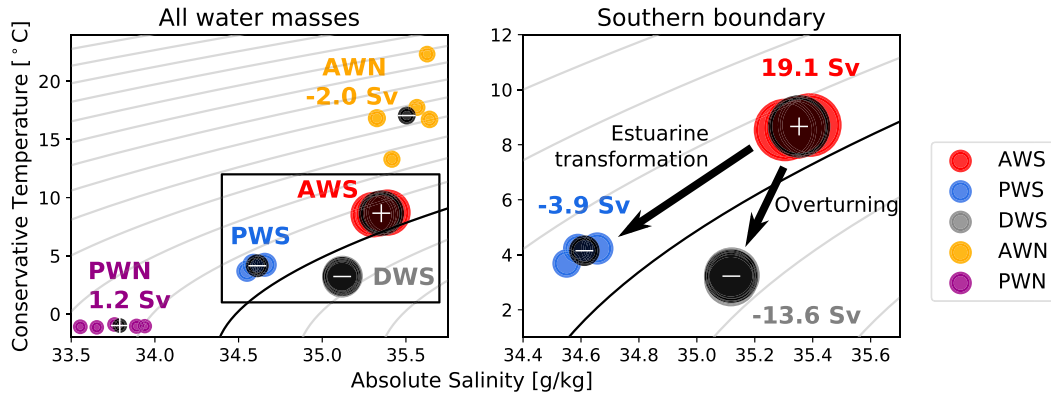 All water masses
Southern boundary
Conservative Temperature [°C]
20
15
10
5
0
33.5
34.0
34.5
35.0
35.5
AWN
-2.0 Sv
AWS
PWS
DWS
PWN
1.2 Sv
12
10
8
6
4
2
34.4
34.6
34.8
35.0
35.2
35.4
35.6
19.1 Sv
Estuarine
transformation
-3.9 Sv
Overturning
-13.6 Sv
Absolute Salinity [g/kg]
AWS
PWS
DWS
AWN
PWN